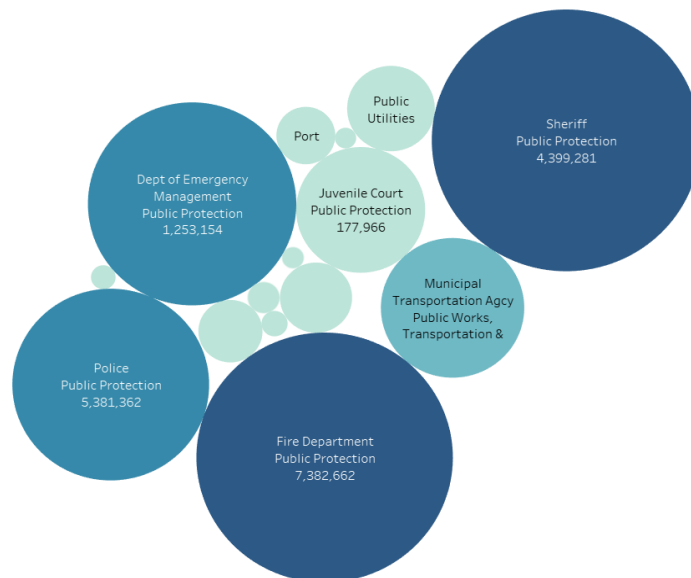 Public
Utilities
Port
Sheriff
Public Protection
4,399,281
Dept of Emergency
Management
Public Protection
1,253,154
Juvenile Court
Public Protection
177,966
Municipal
Transportation Agcy
Public Works,
Transportation &
Police
Public Protection
5,381,362
Fire Department
Public Protection
7,382,662